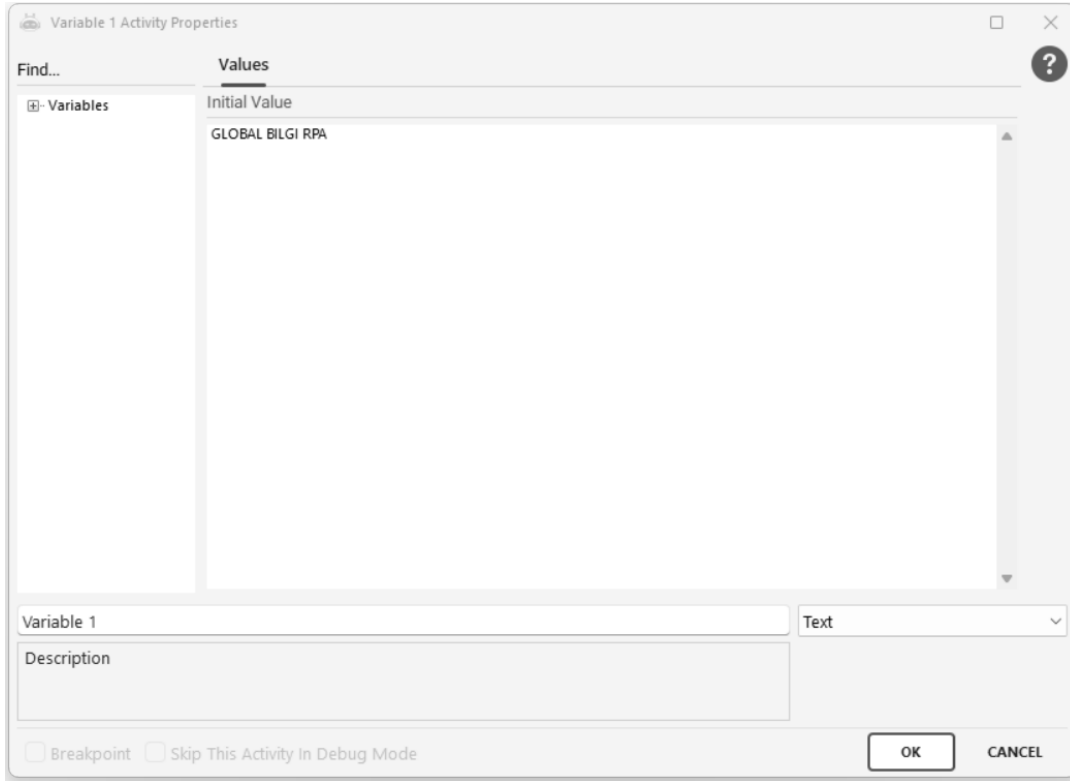 Variable 1 Activity Properties
Find...
Values
?
Variables
Initial Value
GLOBAL BILGI RPA
Variable 1
Text
Description
Breakpoint
Skip This Activity In Debug Mode
OK
CANCEL